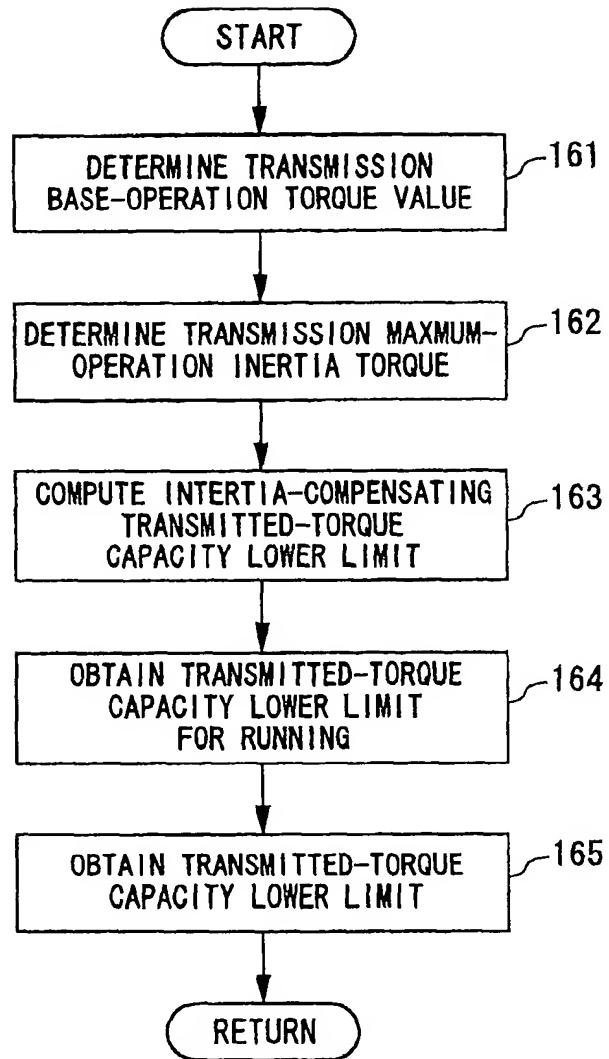 START
DETERMINE TRANSMISSION
BASE-OPERATION TORQUE VALUE
161
DETERMINE TRANSMISSION MAXMUM-
OPERATION INERTIA TORQUE
162
COMPUTE INTERTIA-COMPENSATING
TRANSMITTED-TORQUE
CAPACITY LOWER LIMIT
163
OBTAIN TRANSMITTED-TORQUE
CAPACITY LOWER LIMIT
FOR RUNNING
164
OBTAIN TRANSMITTED-TORQUE
CAPACITY LOWER LIMIT
165
RETURN